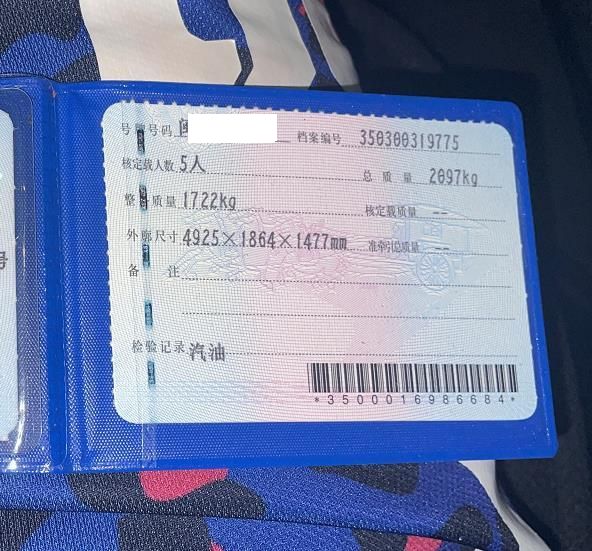 号牌号码 闽 档案编号 350300319775
核定载人数 5人 总质量 2097kg
整备质量 1722kg 核定载质量 --
外廓尺寸 4925×1864×1477mm 准牵引总质量 --
备注
检验记录 汽油
*3500016986684*
号